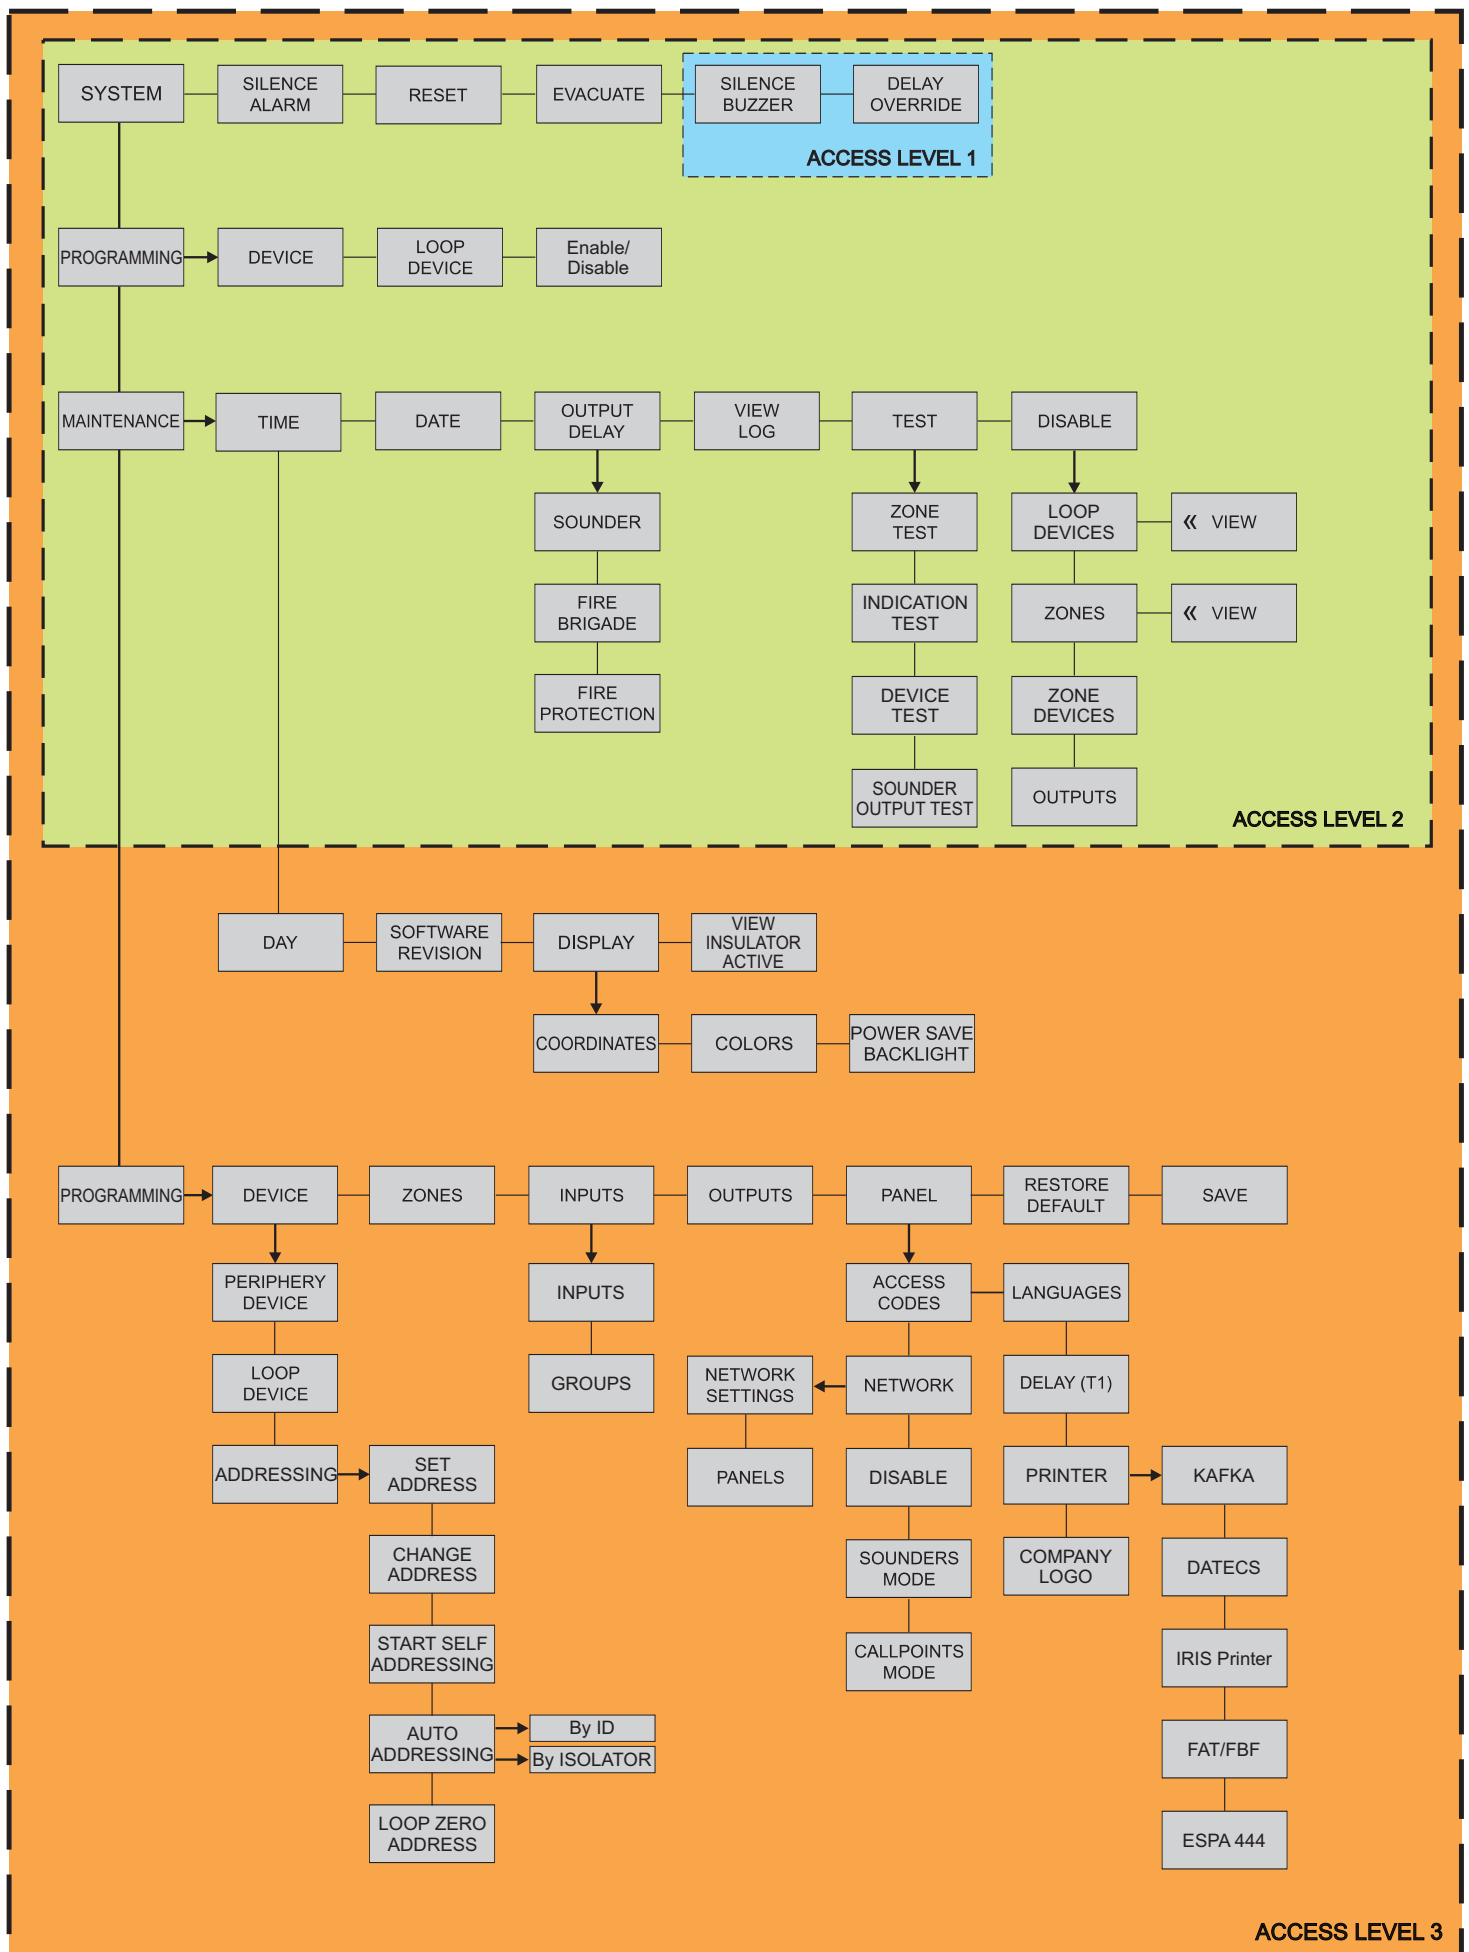 SYSTEM
SILENCE
ALARM
RESET
EVACUATE
SILENCE
BUZZER
DELAY
OVERRIDE
ACCESS LEVEL 1
PROGRAMMING
DEVICE
LOOP
DEVICE
Enable/
Disable
MAINTENANCE
TIME
DATE
OUTPUT
DELAY
VIEW
LOG
TEST
DISABLE
SOUNDER
ZONE
TEST
LOOP
DEVICES
« VIEW
FIRE
BRIGADE
INDICATION
TEST
ZONES
« VIEW
FIRE
PROTECTION
DEVICE
TEST
ZONE
DEVICES
SOUNDER
OUTPUT TEST
OUTPUTS
ACCESS LEVEL 2
DAY
SOFTWARE
REVISION
DISPLAY
VIEW
INSULATOR
ACTIVE
COORDINATES
COLORS
POWER SAVE
BACKLIGHT
PROGRAMMING
DEVICE
ZONES
INPUTS
OUTPUTS
PANEL
RESTORE
DEFAULT
SAVE
PERIPHERY
DEVICE
INPUTS
ACCESS
CODES
LANGUAGES
LOOP
DEVICE
GROUPS
NETWORK
SETTINGS
NETWORK
DELAY (T1)
ADDRESSING
SET
ADDRESS
PANELS
DISABLE
PRINTER
KAFKA
CHANGE
ADDRESS
SOUNDERS
MODE
COMPANY
LOGO
DATECS
START SELF
ADDRESSING
CALLPOINTS
MODE
IRIS Printer
AUTO
ADDRESSING
By ID
By ISOLATOR
FAT/FBF
LOOP ZERO
ADDRESS
ESPA 444
ACCESS LEVEL 3